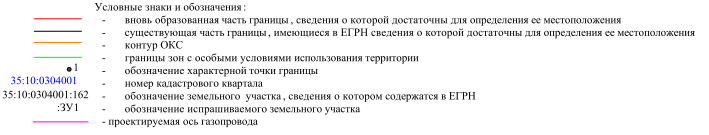 Условные знаки и обозначения:
- вновь образованная часть границы, сведения о которой достаточны для определения ее местоположения
- существующая часть границы, имеющиеся в ЕГРН сведения о которой достаточны для определения ее местоположения
- контур ОКС
- границы зон с особыми условиями использования территории
1 - обозначение характерной точки границы
35:10:0304001 - номер кадастрового квартала
35:10:0304001:162 - обозначение земельного участка, сведения о котором содержатся в ЕГРН
:ЗУ1 - обозначение испрашиваемого земельного участка
- проектируемая ось газопровода